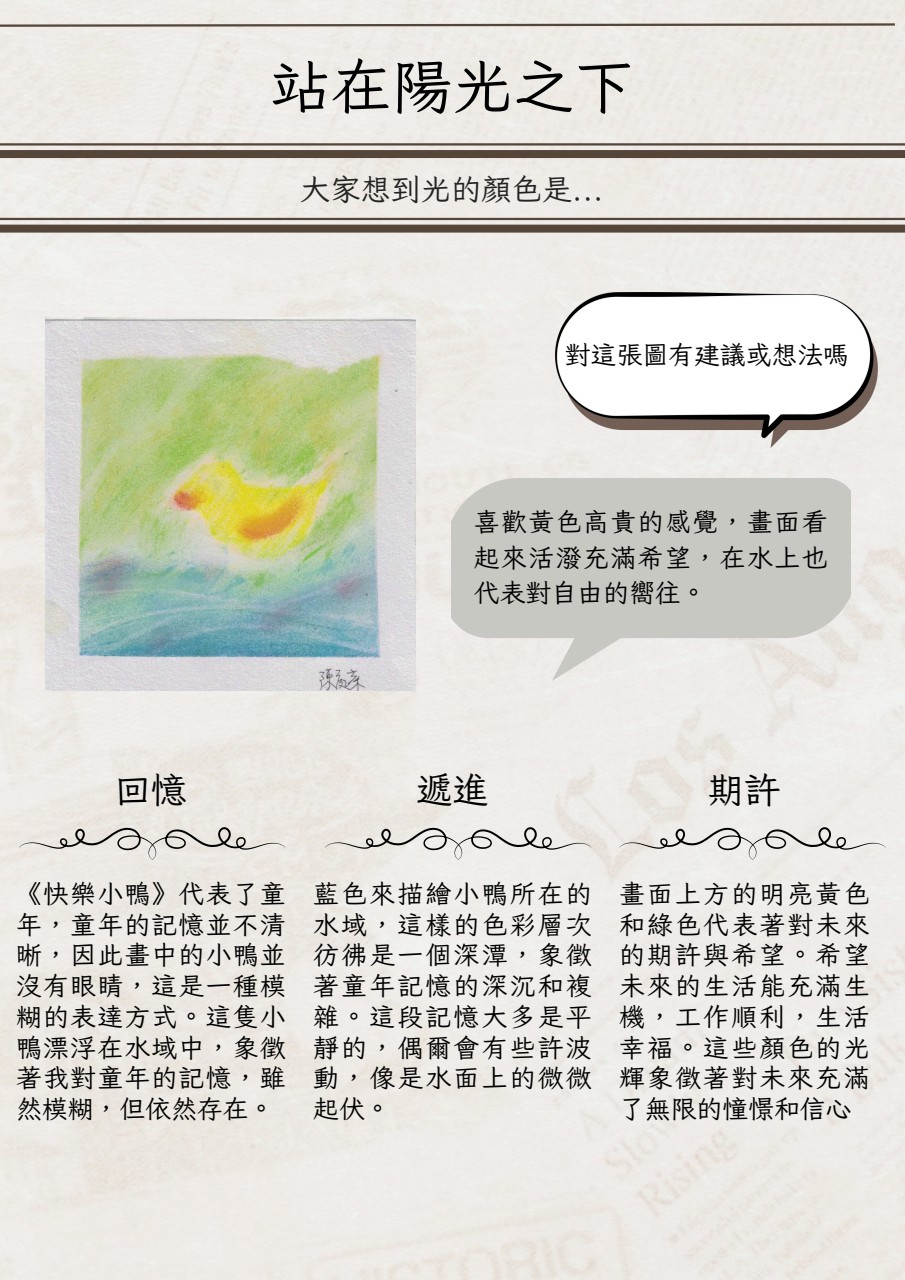 站在陽光之下
大家想到光的顏色是...
對這張圖有建議或想法嗎
喜歡黃色高貴的感覺，畫面看
起來活潑充滿希望，在水上也
代表對自由的嚮往。
回憶
《快樂小鴨》代表了童
年，童年的記憶並不清
晰，因此畫中的小鴨並
沒有眼睛，這是一種模
糊的表達方式。這隻小
鴨漂浮在水域中，象徵
著我對童年的記憶，雖
然模糊，但依然存在。
遞進
藍色來描繪小鴨所在的
水域，這樣的色彩層次
彷彿是一個深潭，象徵
著童年記憶的深沉和複
雜。這段記憶大多是平
靜的，偶爾會有些許波
動，像是水面上的微微
起伏。
期許
畫面上方的明亮黃色
和綠色代表著對未來
的期許與希望。希望
未來的生活能充滿生
機，工作順利，生活
幸福。這些顏色的光
輝象徵著對未來充滿
了無限的憧憬和信心
Los Ang
Rising
HISTORIC